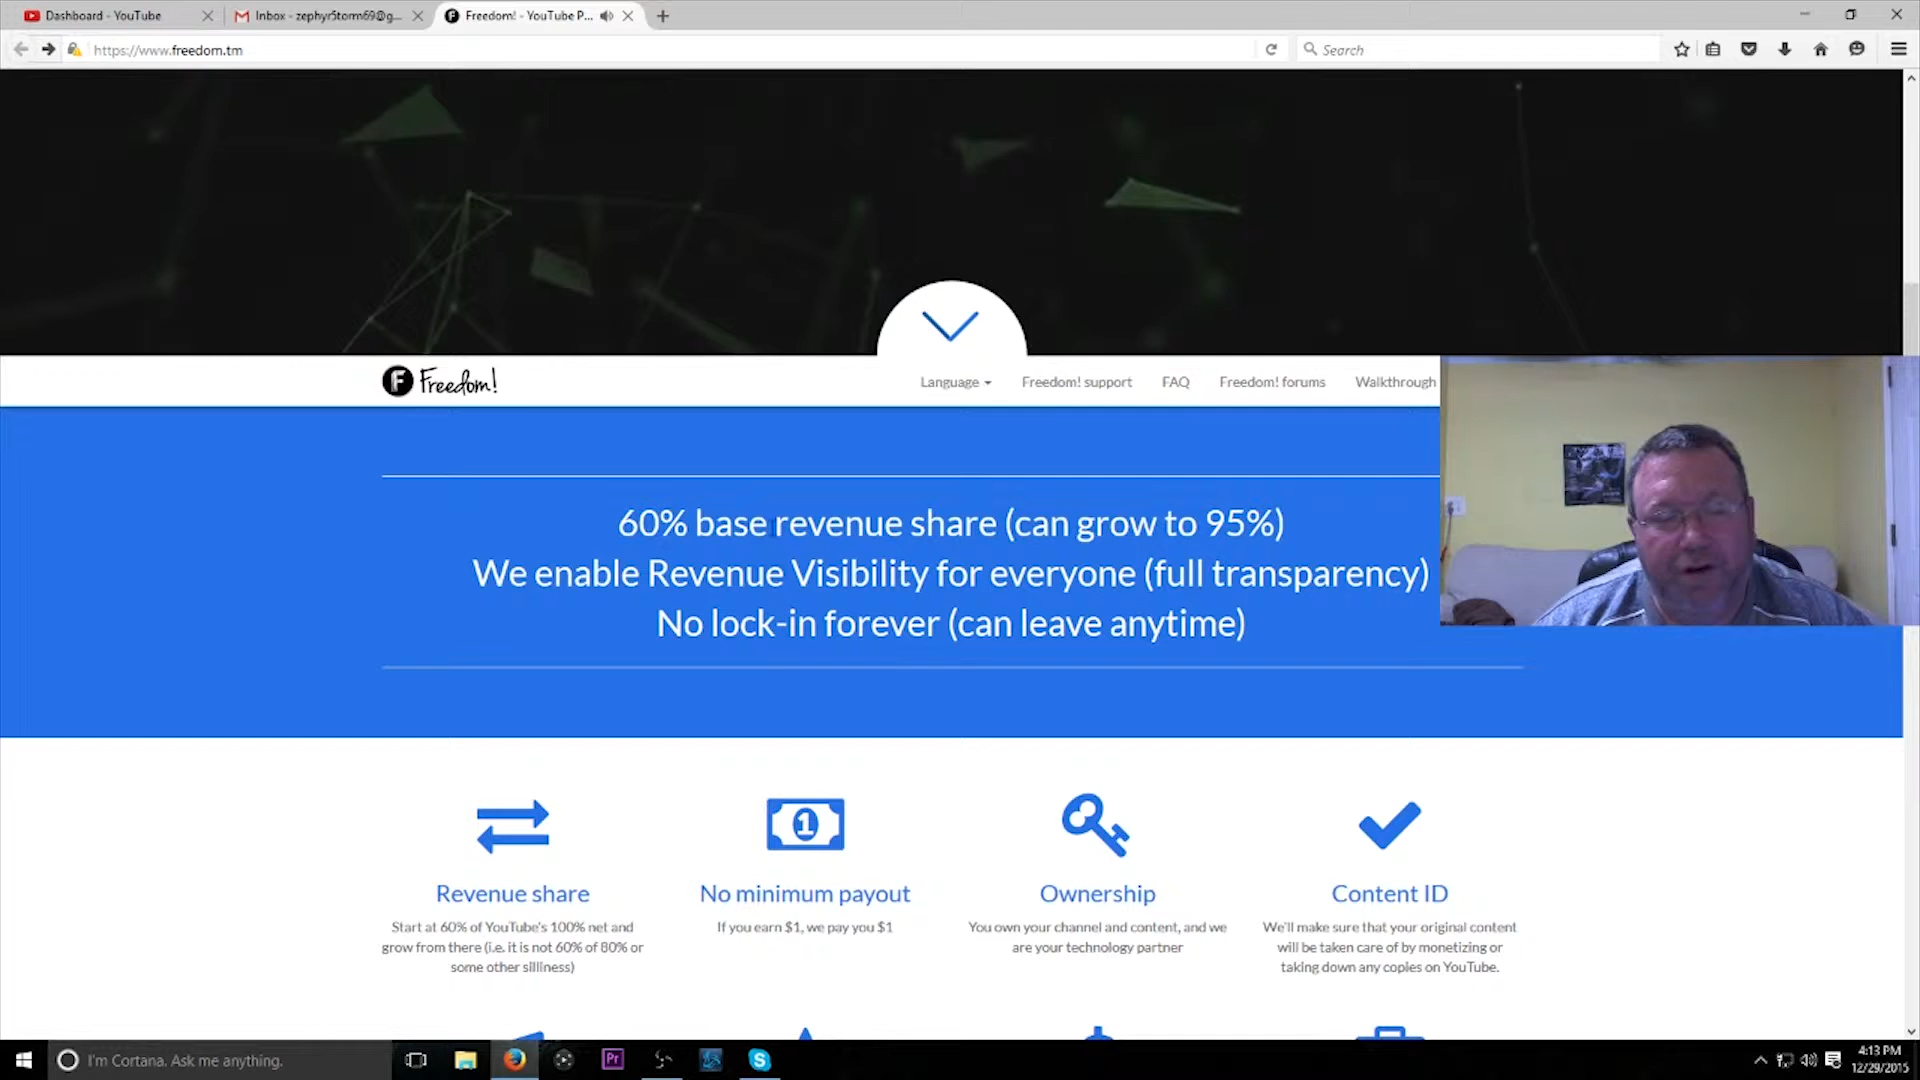 Dashboard - YouTube
Inbox - zephyr5torm69@g...
Freedom! - YouTube P...
https://www.freedom.tm
Search
Freedom!
Language
Freedom! support
FAQ
Freedom! forums
Walkthrough
60% base revenue share (can grow to 95%)
We enable Revenue Visibility for everyone (full transparency)
No lock-in forever (can leave anytime)
1
Revenue share
Start at 60% of YouTube's 100% net and
grow from there (i.e. it is not 60% of 80% or
some other silliness)
No minimum payout
If you earn $1, we pay you $1
Ownership
You own your channel and content, and we
are your technology partner
Content ID
We'll make sure that your original content
will be taken care of by monetizing or
taking down any copies on YouTube.
I'm Cortana. Ask me anything.
Pr
4:13 PM
12/29/2015